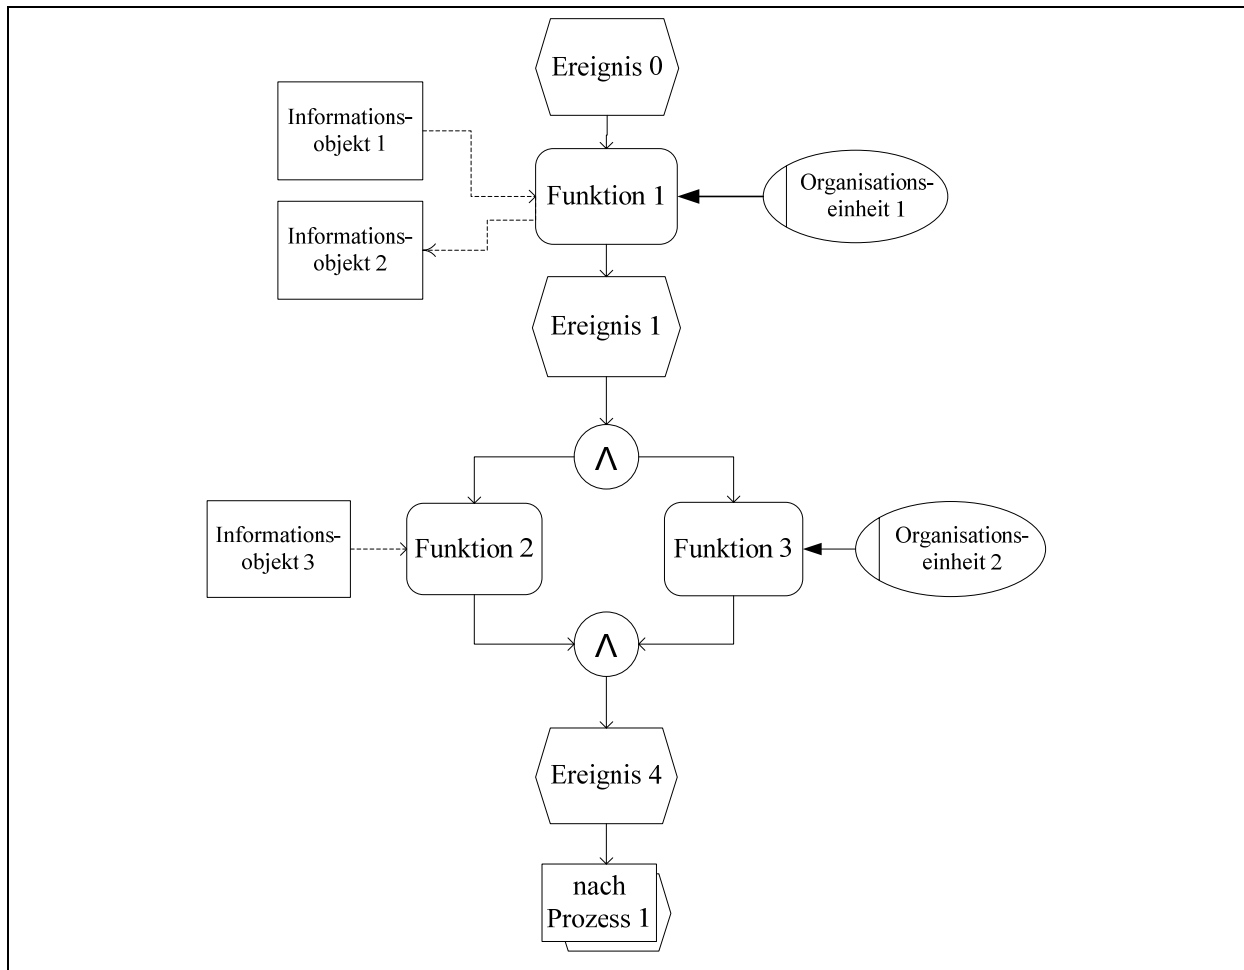 Ereignis 0
Informations-
objekt 1
Funktion 1
Organisations-
einheit 1
Informations-
objekt 2
Ereignis 1
Λ
Informations-
objekt 3
Funktion 2
Funktion 3
Organisations-
einheit 2
Λ
Ereignis 4
nach
Prozess 1